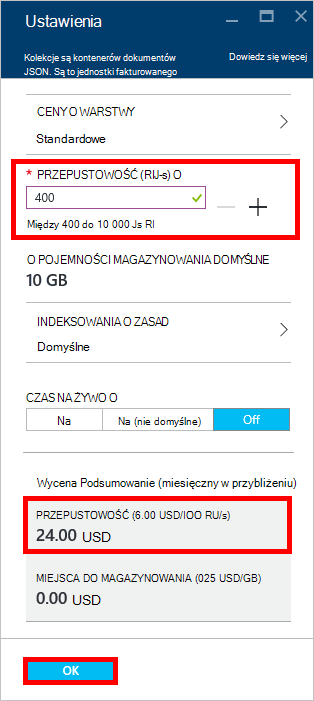 Ustawienia
Kolekcje są kontenerów dokumentów
JSON. Są to jednostki fakturowanego
Dowiedz się więcej
CENY O WARSTWY
Standardowe
* PRZEPUSTOWOŚĆ (RIJ-s) O
400
Między 400 do 10 000 Js RI
O POJEMNOŚCI MAGAZYNOWANIA DOMYŚLNE
10 GB
INDEKSOWANIA O ZASAD
Domyślne
CZAS NA ŻYWO O
Na
Na (nie domyślne)
Off
Wycena Podsumowanie (miesięczny w przybliżeniu)
PRZEPUSTOWOŚĆ (6.00 USD/IOO RU/s)
24.00 USD
MIEJSCA DO MAGAZYNOWANIA (025 USD/GB)
0.00 USD
OK